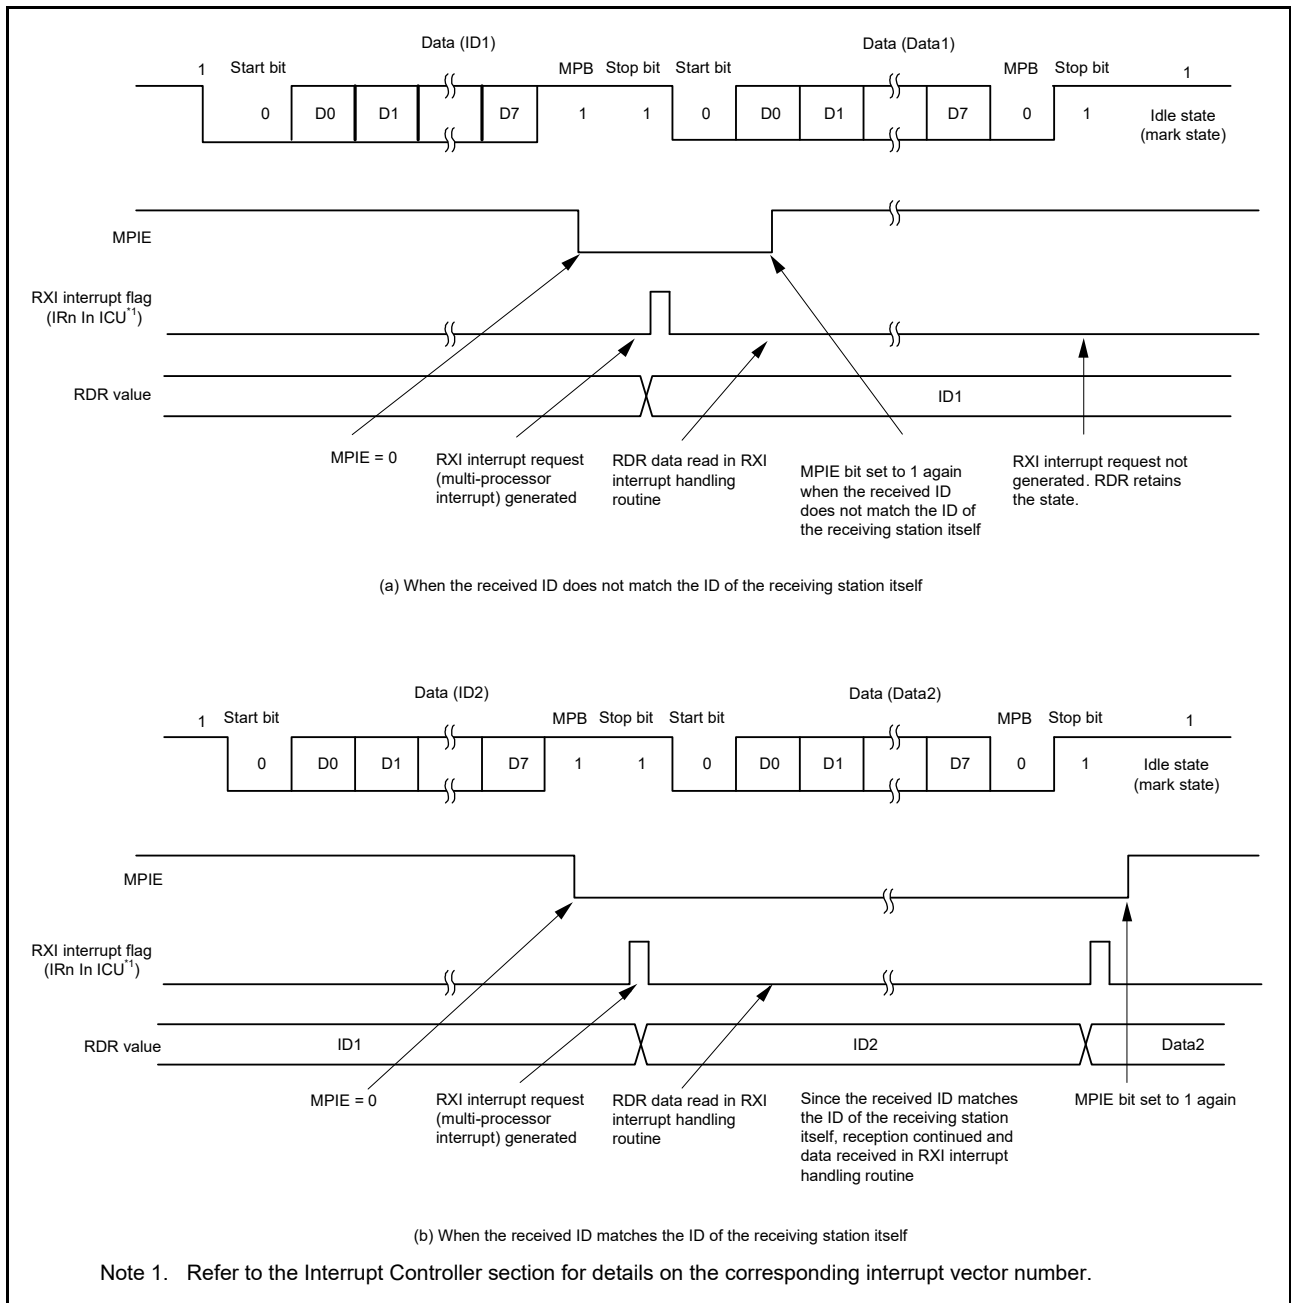 Data (ID1) Data (Data1)
1 Start bit MPB Stop bit Start bit MPB Stop bit 1
0 D0 D1 D7 1 1 0 D0 D1 D7 0 1 Idle state
(mark state)
MPIE
RXI interrupt flag
(IRn In ICU*1)
RDR value ID1
MPIE = 0
RXI interrupt request
(multi-processor
interrupt) generated
RDR data read in RXI
interrupt handling
routine
MPIE bit set to 1 again
when the received ID
does not match the ID of
the receiving station itself
RXI interrupt request not
generated. RDR retains
the state.
(a) When the received ID does not match the ID of the receiving station itself
Data (ID2) Data (Data2)
1 Start bit MPB Stop bit Start bit MPB Stop bit 1
0 D0 D1 D7 1 1 0 D0 D1 D7 0 1 Idle state
(mark state)
MPIE
RXI interrupt flag
(IRn In ICU*1)
RDR value ID1 ID2 Data2
MPIE = 0
RXI interrupt request
(multi-processor
interrupt) generated
RDR data read in RXI
interrupt handling
routine
Since the received ID matches
the ID of the receiving station
itself, reception continued and
data received in RXI interrupt
handling routine
MPIE bit set to 1 again
(b) When the received ID matches the ID of the receiving station itself
Note 1. Refer to the Interrupt Controller section for details on the corresponding interrupt vector number.